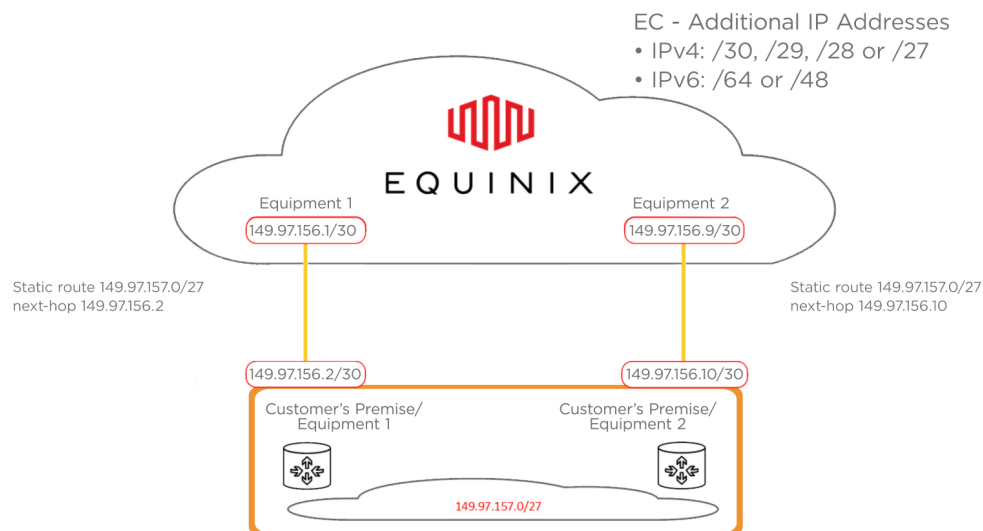 EC - Additional IP Addresses
• IPv4: /30, /29, /28 or /27
• IPv6: /64 or /48
EQUINIX
Equipment 1
149.97.156.1/30
Equipment 2
149.97.156.9/30
Static route 149.97.157.0/27
next-hop 149.97.156.2
Static route 149.97.157.0/27
next-hop 149.97.156.10
149.97.156.2/30
149.97.156.10/30
Customer's Premise/
Equipment 1
Customer's Premise/
Equipment 2
149.97.157.0/27